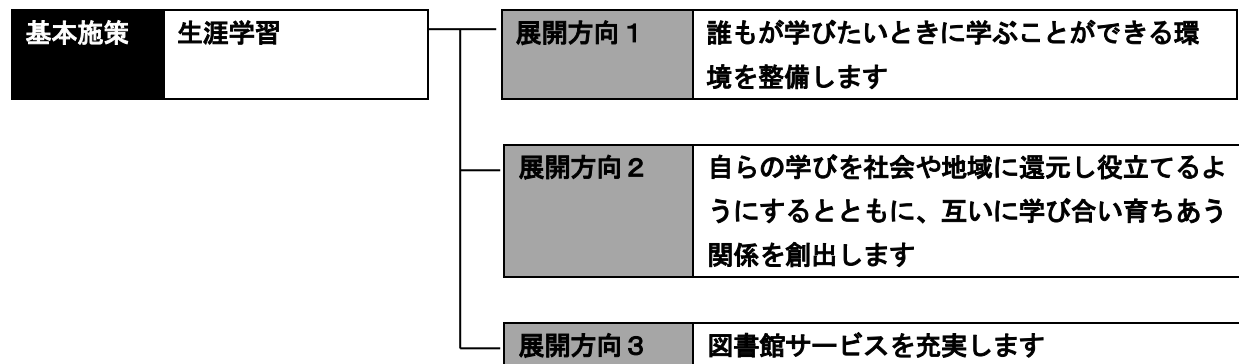 基本施策 生涯学習
展開方向１ 誰もが学びたいときに学ぶことができる環
境を整備します
展開方向２ 自らの学びを社会や地域に還元し役立てるよ
うにするとともに、互いに学び合い育ちあう
関係を創出します
展開方向３ 図書館サービスを充実します